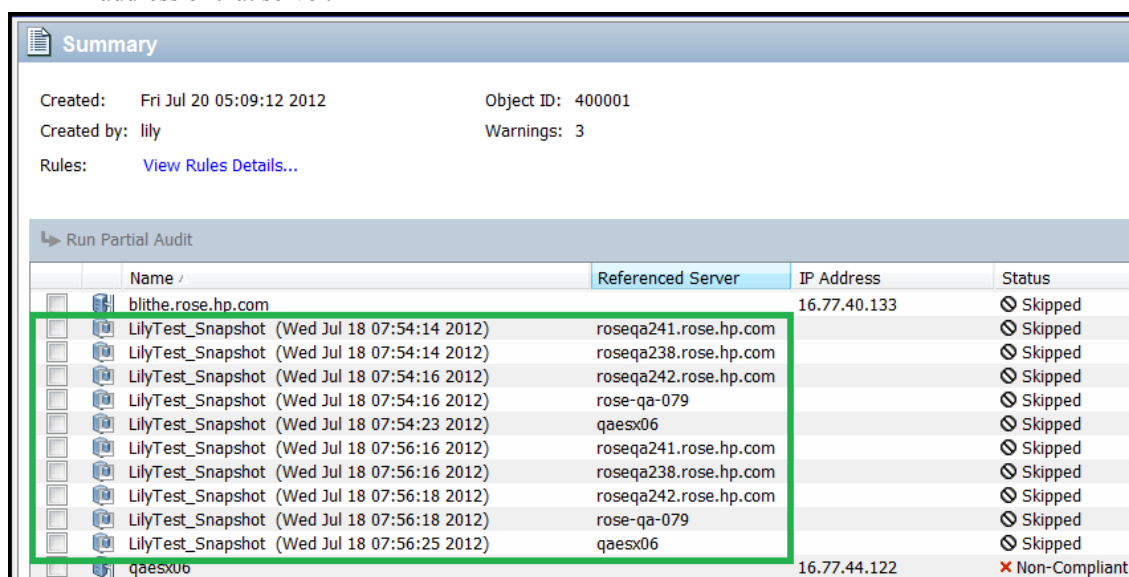 Summary
Created: Fri Jul 20 05:09:12 2012 Object ID: 400001
Created by: lily Warnings: 3
Rules: View Rules Details...
Run Partial Audit
Name Referenced Server IP Address Status
blithe.rose.hp.com 16.77.40.133 Skipped
LilyTest_Snapshot (Wed Jul 18 07:54:14 2012) roseqa241.rose.hp.com Skipped
LilyTest_Snapshot (Wed Jul 18 07:54:14 2012) roseqa238.rose.hp.com Skipped
LilyTest_Snapshot (Wed Jul 18 07:54:16 2012) roseqa242.rose.hp.com Skipped
LilyTest_Snapshot (Wed Jul 18 07:54:16 2012) rose-qa-079 Skipped
LilyTest_Snapshot (Wed Jul 18 07:54:23 2012) qaesx06 Skipped
LilyTest_Snapshot (Wed Jul 18 07:56:16 2012) roseqa241.rose.hp.com Skipped
LilyTest_Snapshot (Wed Jul 18 07:56:16 2012) roseqa238.rose.hp.com Skipped
LilyTest_Snapshot (Wed Jul 18 07:56:18 2012) roseqa242.rose.hp.com Skipped
LilyTest_Snapshot (Wed Jul 18 07:56:18 2012) rose-qa-079 Skipped
LilyTest_Snapshot (Wed Jul 18 07:56:25 2012) qaesx06 Skipped
qaesx06 16.77.44.122 Non-Compliant